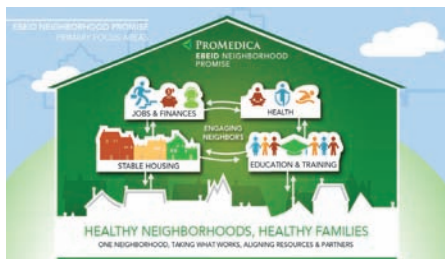 EBEID NEIGHBORHOOD PROMISE
PRIMARY FOCUS AREAS
PROMEDICA
EBEID NEIGHBORHOOD
PROMISE
JOBS & FINANCES
HEALTH
ENGAGING
NEIGHBORS
STABLE HOUSING
EDUCATION & TRAINING
HEALTHY NEIGHBORHOODS, HEALTHY FAMILIES
ONE NEIGHBORHOOD, TAKING WHAT WORKS, ALIGNING RESOURCES & PARTNERS